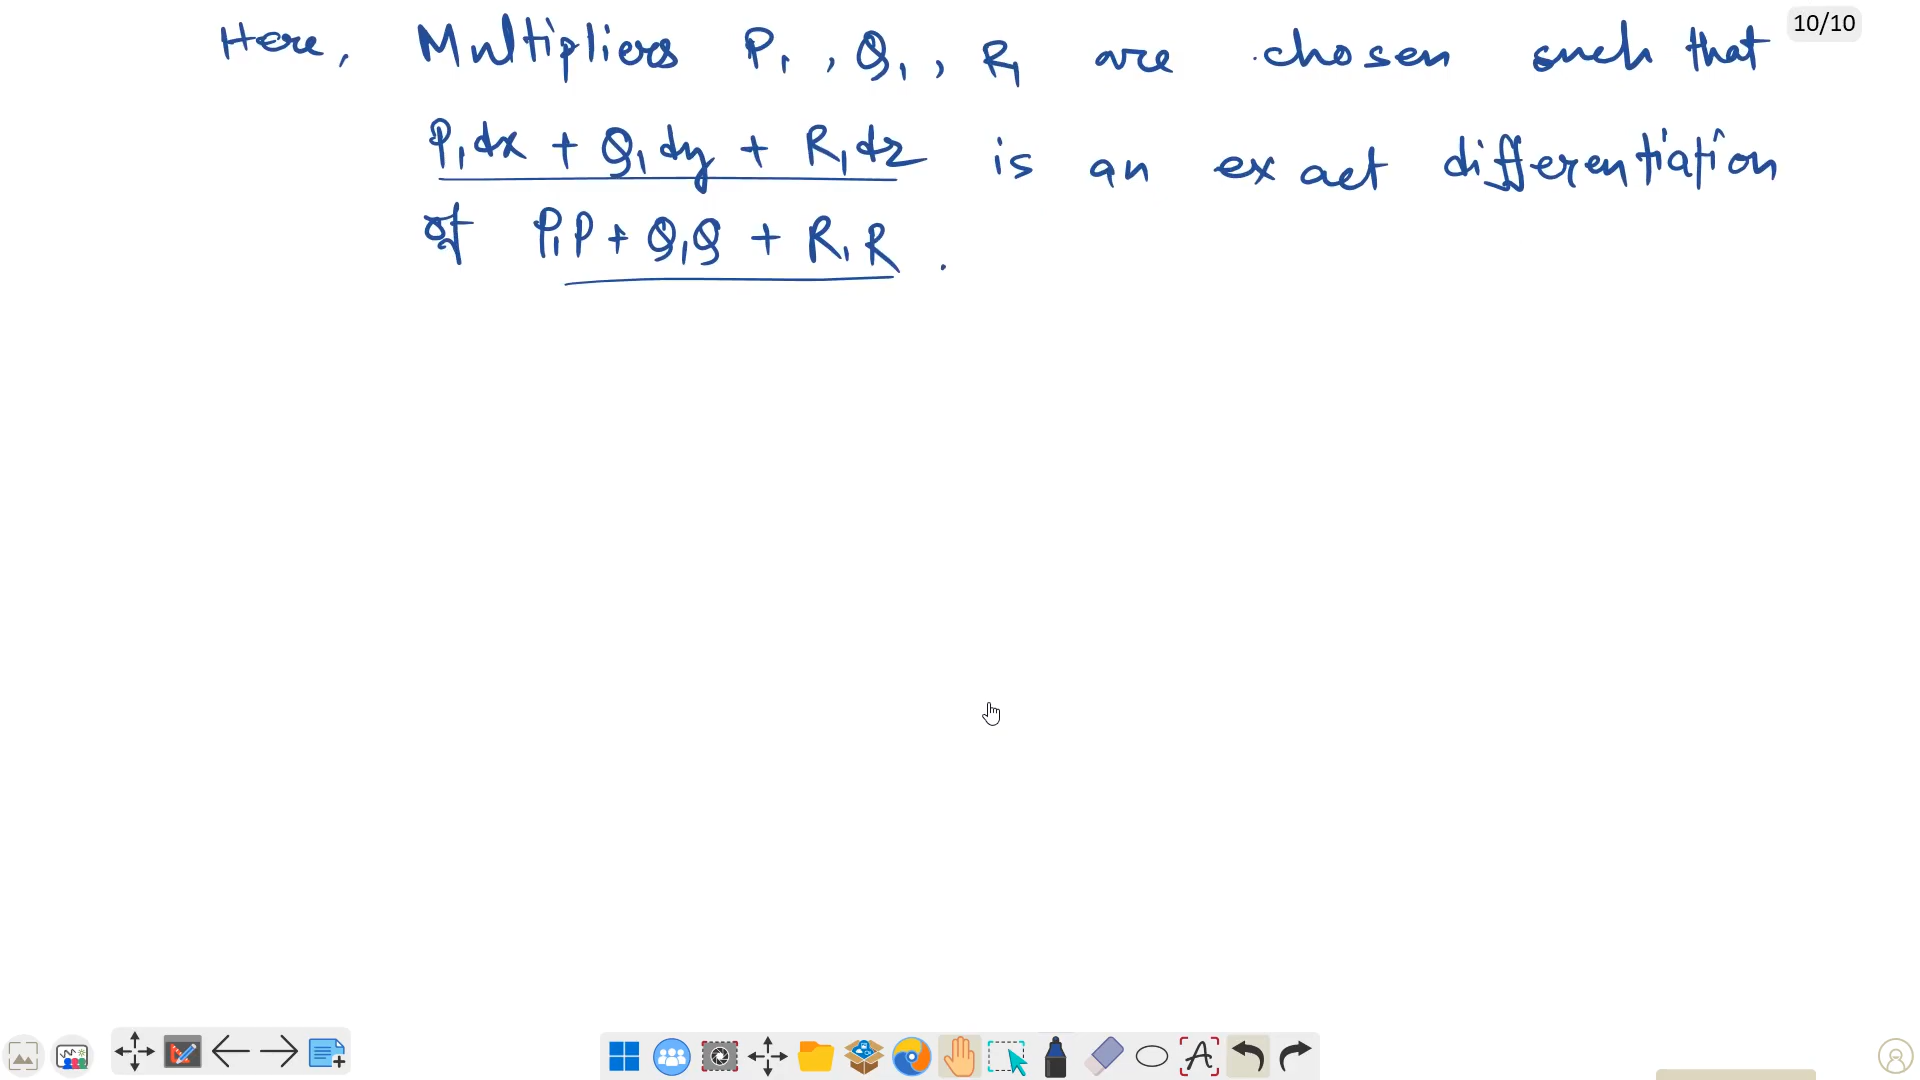 10/10
Here, Multipliers P₁, Q₁, R₁ are chosen such that
P₁dx + Q₁dy + R₁dz is an exact differentiation
of P₁P + Q₁Q + R₁R.